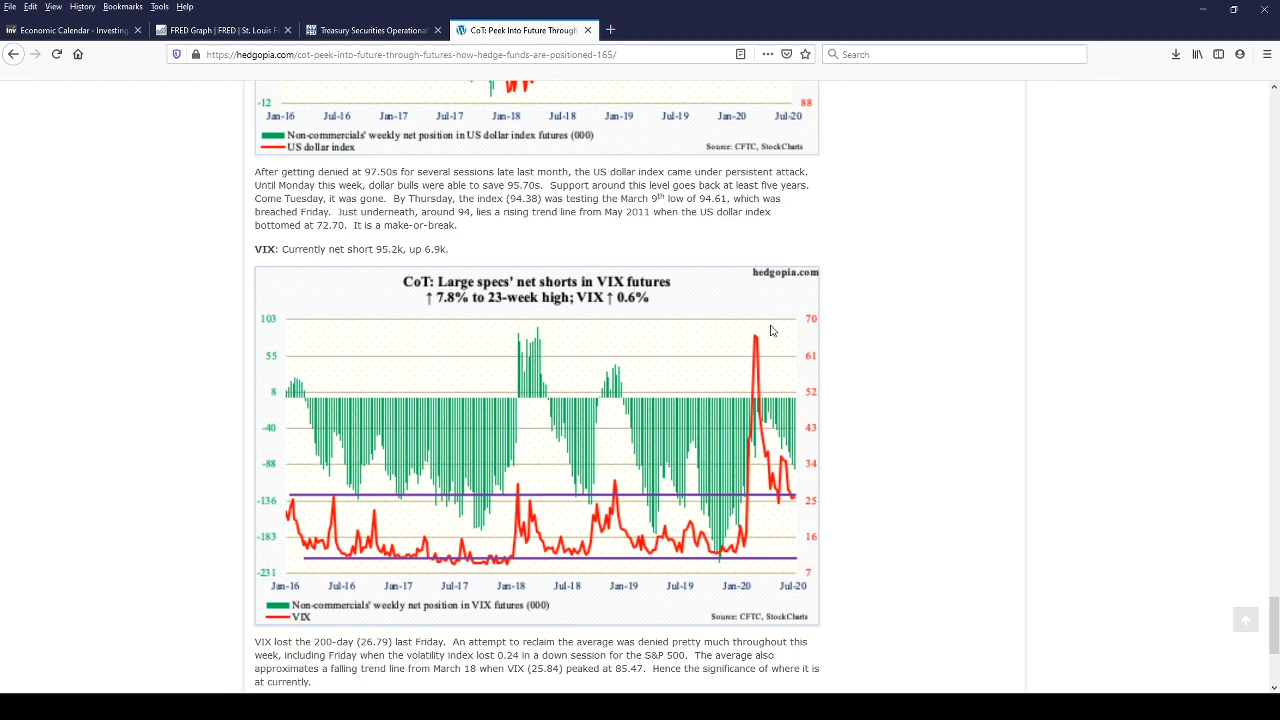 File Edit View History Bookmarks Tools Help
Economic Calendar - Investing.
FRED Graph | FRED | St. Louis F
Treasury Securities Operational
CoT: Peek Into Future Through
https://hedgopia.com/cot-peek-into-future-through-futures-how-hedge-funds-are-positioned-165/
Search
-12
88
Jan-16 Jul-16 Jan-17 Jul-17 Jan-18 Jul-18 Jan-19 Jul-19 Jan-20 Jul-20
Non-commercials' weekly net position in US dollar index futures (000)
US dollar index
Source: CFTC, StockCharts
After getting denied at 97.50s for several sessions late last month, the US dollar index came under persistent attack.
Until Monday this week, dollar bulls were able to save 95.70s. Support around this level goes back at least five years.
Come Tuesday, it was gone. By Thursday, the index (94.38) was testing the March 9th low of 94.61, which was
breached Friday. Just underneath, around 94, lies a rising trend line from May 2011 when the US dollar index
bottomed at 72.70. It is a make-or-break.
VIX: Currently net short 95.2k, up 6.9k.
hedgopia.com
CoT: Large specs' net shorts in VIX futures
↑ 7.8% to 23-week high; VIX ↑ 0.6%
103 70
55 61
8 52
-40 43
-88 34
-136 25
-183 16
-231 7
Jan-16 Jul-16 Jan-17 Jul-17 Jan-18 Jul-18 Jan-19 Jul-19 Jan-20 Jul-20
Non-commercials' weekly net position in VIX futures (000)
VIX
Source: CFTC, StockCharts
VIX lost the 200-day (26.79) last Friday. An attempt to reclaim the average was denied pretty much throughout this
week, including Friday when the volatility index lost 0.24 in a down session for the S&P 500. The average also
approximates a falling trend line from March 18 when VIX (25.84) peaked at 85.47. Hence the significance of where it is
at currently.